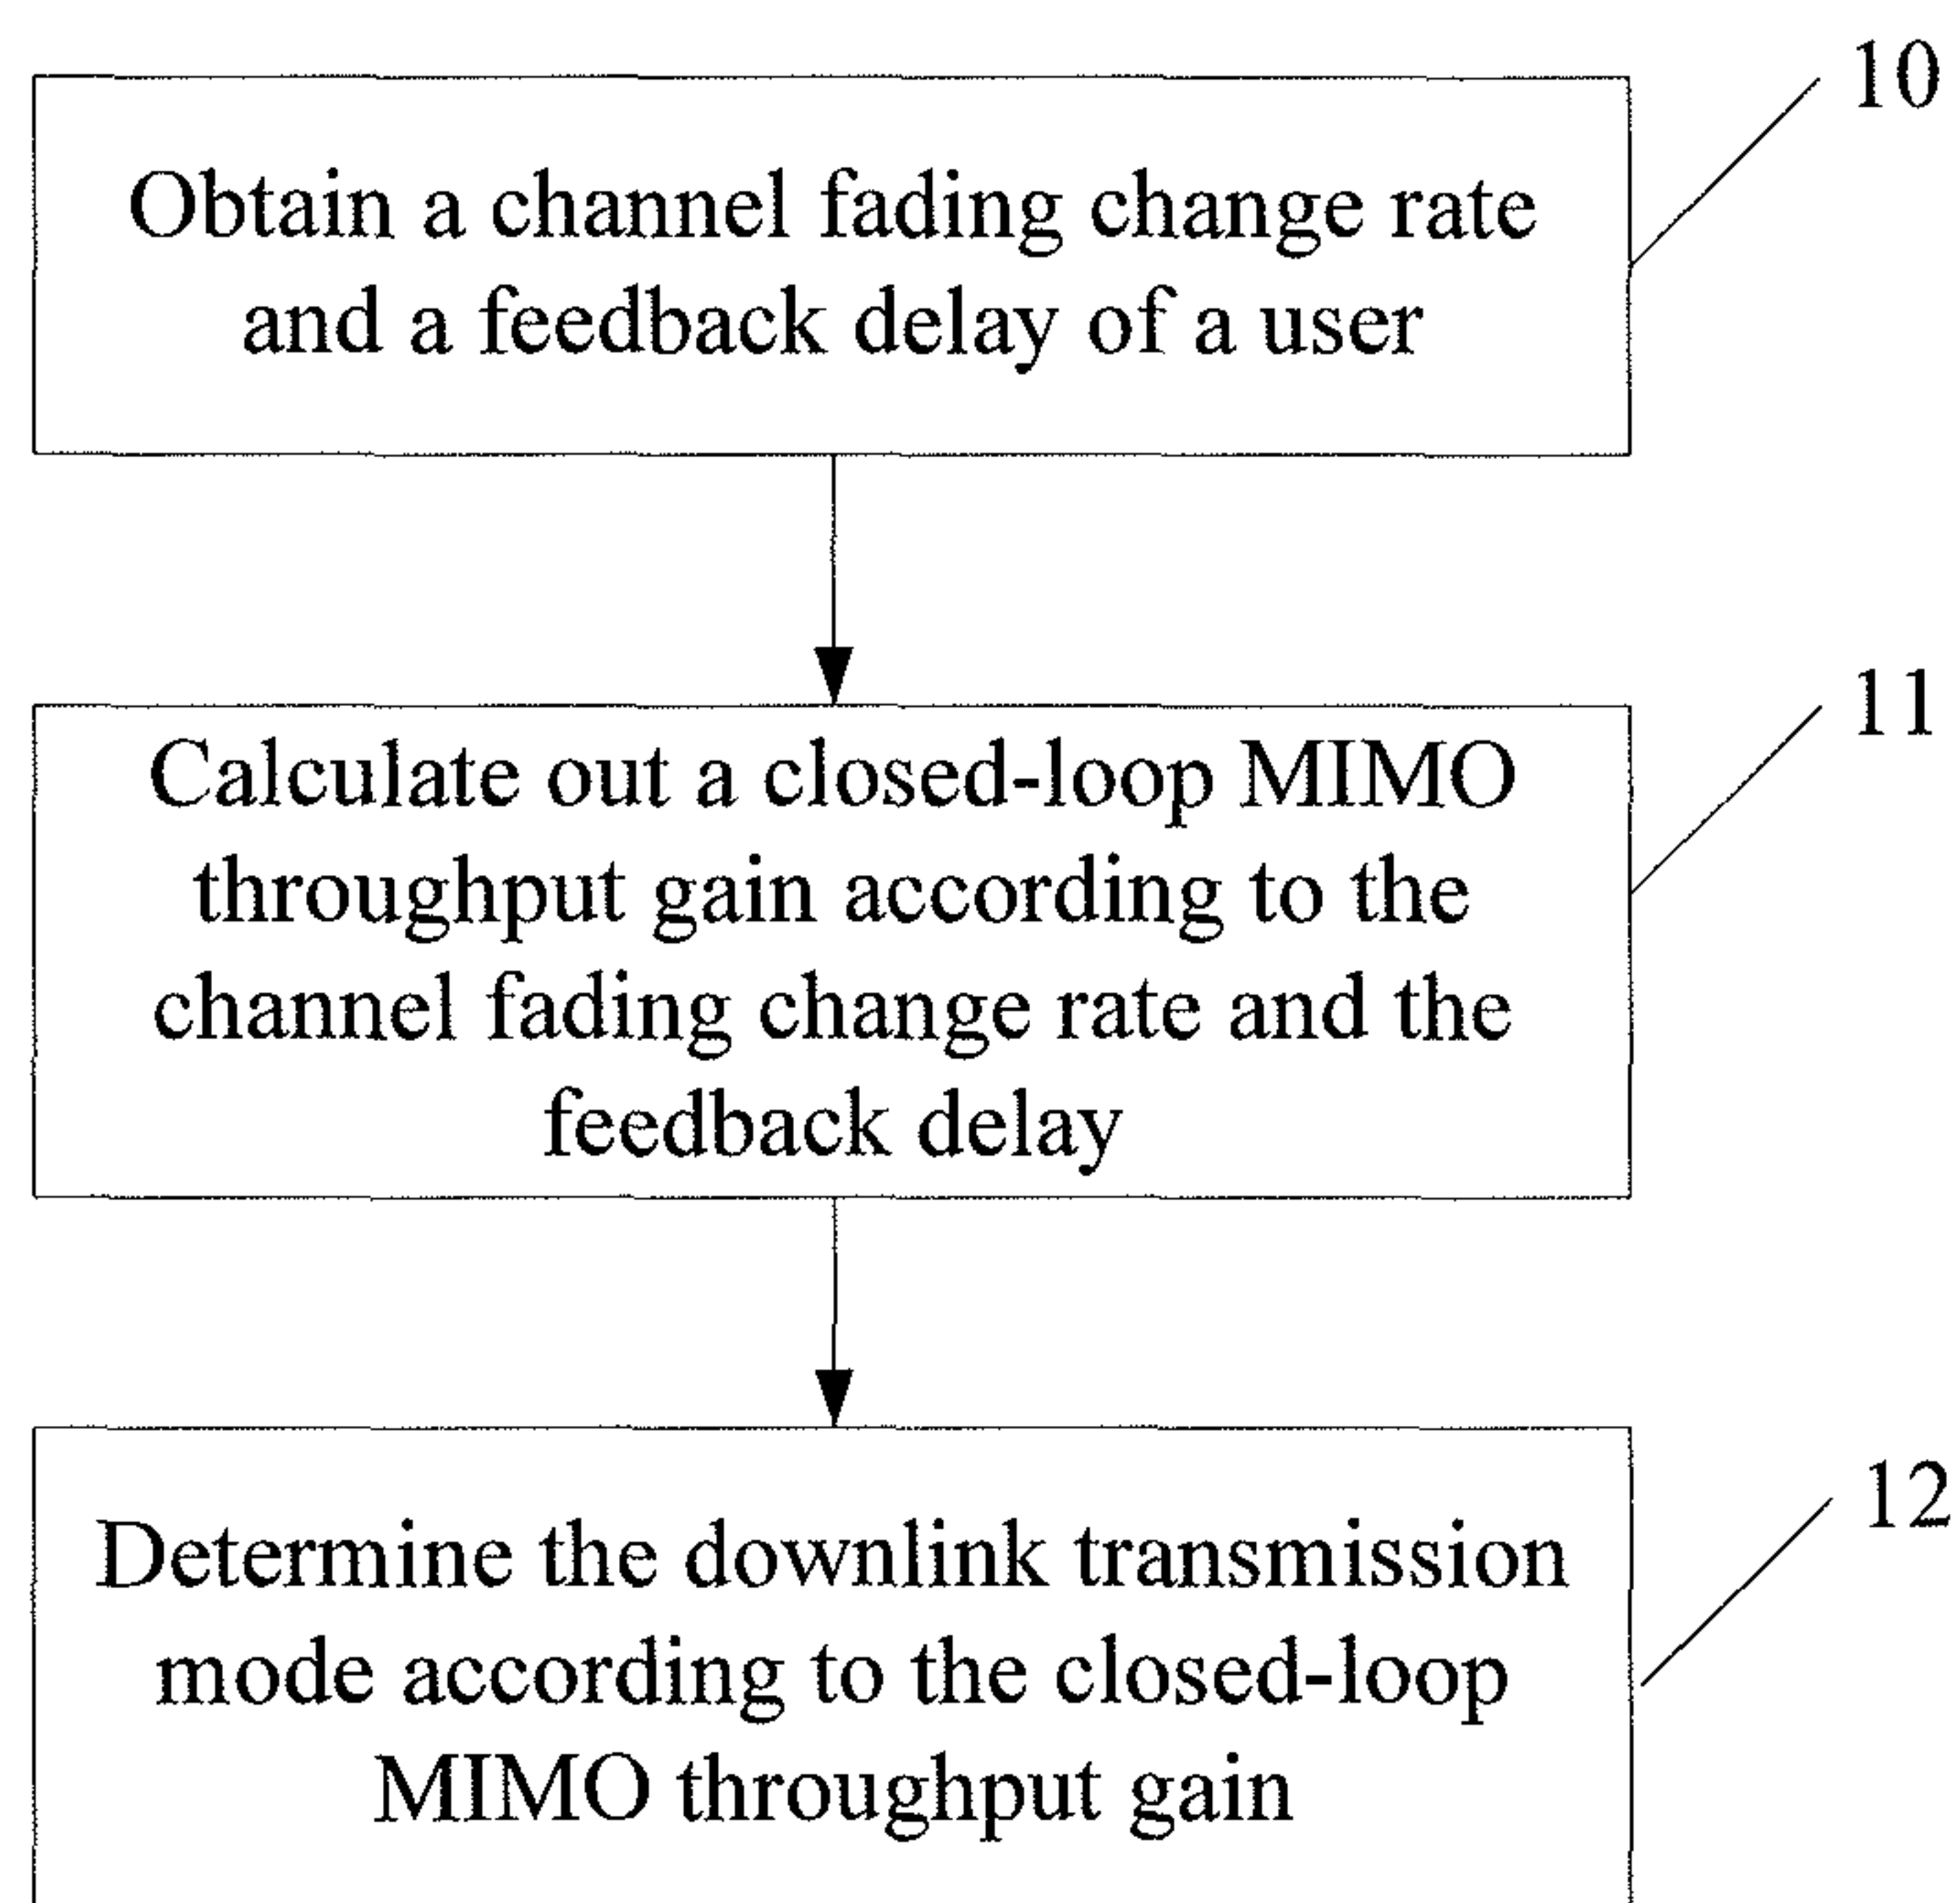 10
Obtain a channel fading change rate
and a feedback delay of a user
11
Calculate out a closed-loop MIMO
throughput gain according to the
channel fading change rate and the
feedback delay
12
Determine the downlink transmission
mode according to the closed-loop
MIMO throughput gain